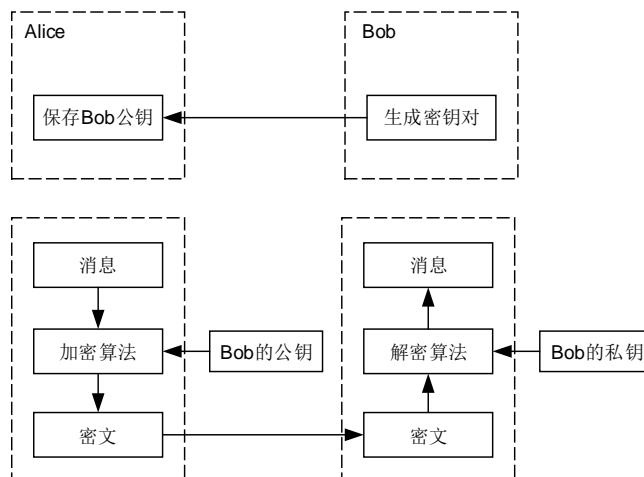 Alice
Bob
保存Bob公钥
生成密钥对
消息
消息
加密算法
Bob的公钥
解密算法
Bob的私钥
密文
密文